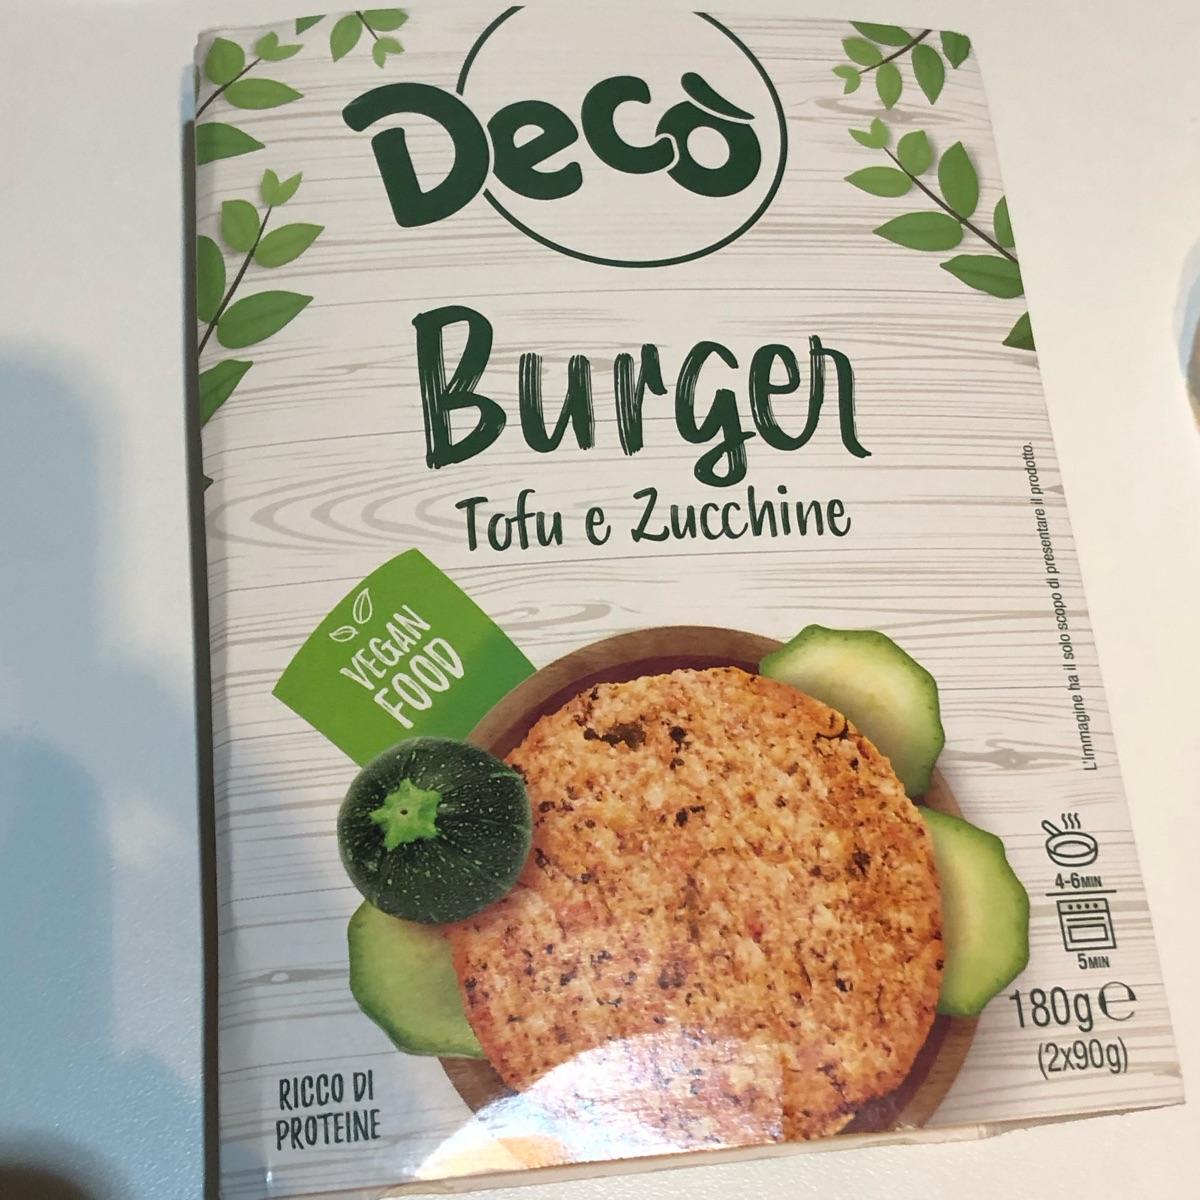 Decò
Burger
Tofu e Zucchine
VEGAN
FOOD
L'immagine ha il solo scopo di presentare il prodotto.
4-6MIN
5MIN
180g e
(2x90g)
RICCO DI
PROTEINE